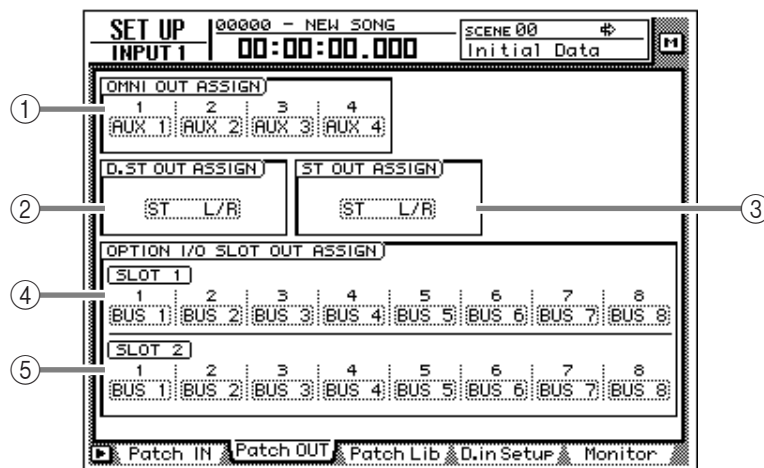 SET UP
INPUT 1
00000 - NEW SONG
00:00:00.000
SCENE 00
Initial Data
M
OMNI OUT ASSIGN
1 2 3 4
AUX 1 AUX 2 AUX 3 AUX 4
D.ST OUT ASSIGN
ST L/R
ST OUT ASSIGN
ST L/R
OPTION I/O SLOT OUT ASSIGN
SLOT 1
1 2 3 4 5 6 7 8
BUS 1 BUS 2 BUS 3 BUS 4 BUS 5 BUS 6 BUS 7 BUS 8
SLOT 2
1 2 3 4 5 6 7 8
BUS 1 BUS 2 BUS 3 BUS 4 BUS 5 BUS 6 BUS 7 BUS 8
Patch IN Patch OUT Patch Lib D.in Setup Monitor
①
②
③
④
⑤